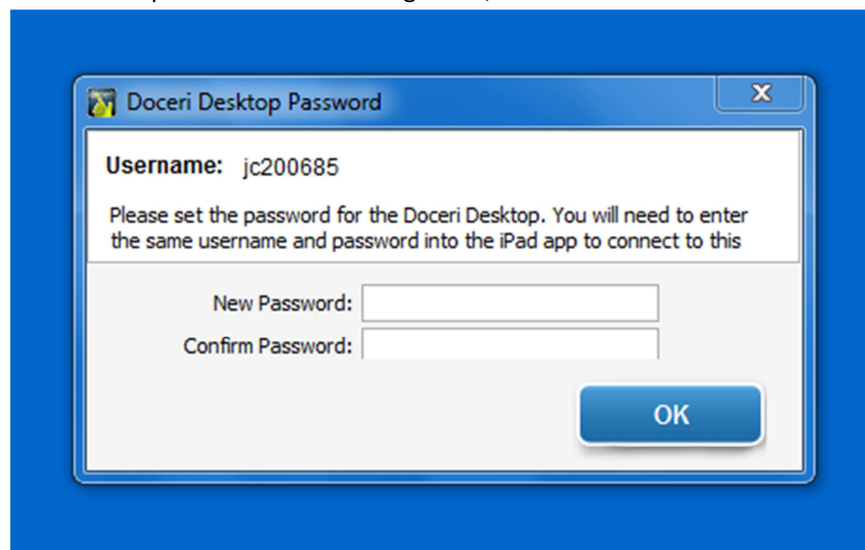 Doceri Desktop Password
X
Username: jc200685
Please set the password for the Doceri Desktop. You will need to enter
the same username and password into the iPad app to connect to this
New Password:
Confirm Password:
OK